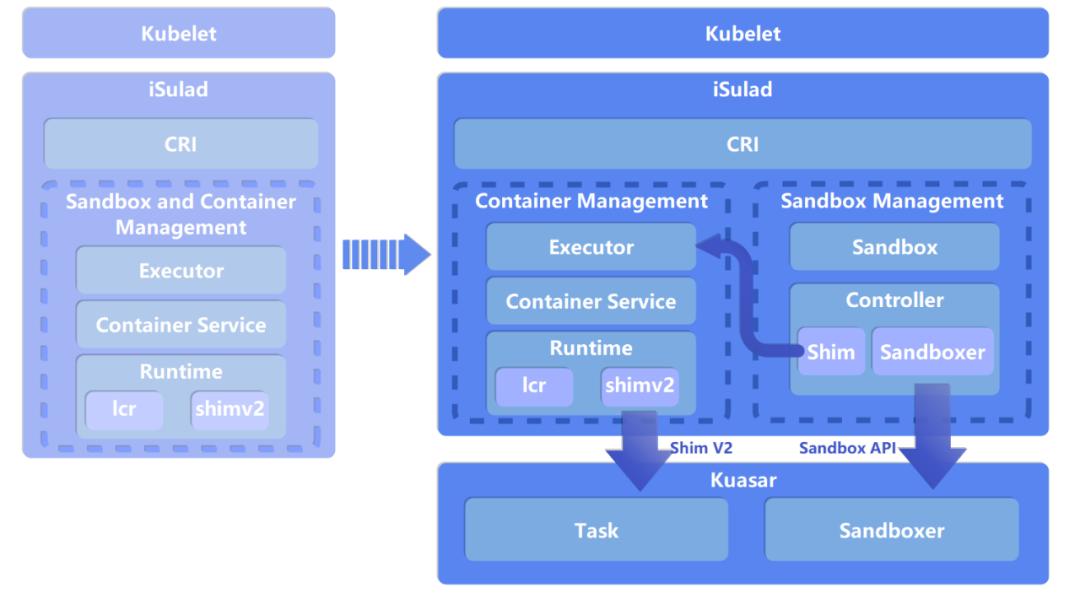 Kubelet
iSulad
CRI
Sandbox and Container
Management
Executor
Container Service
Runtime
lcr
shimv2
Kubelet
iSulad
CRI
Container Management
Executor
Container Service
Runtime
lcr
shimv2
Sandbox Management
Sandbox
Controller
Shim
Sandboxer
Shim V2
Sandbox API
Kuasar
Task
Sandboxer